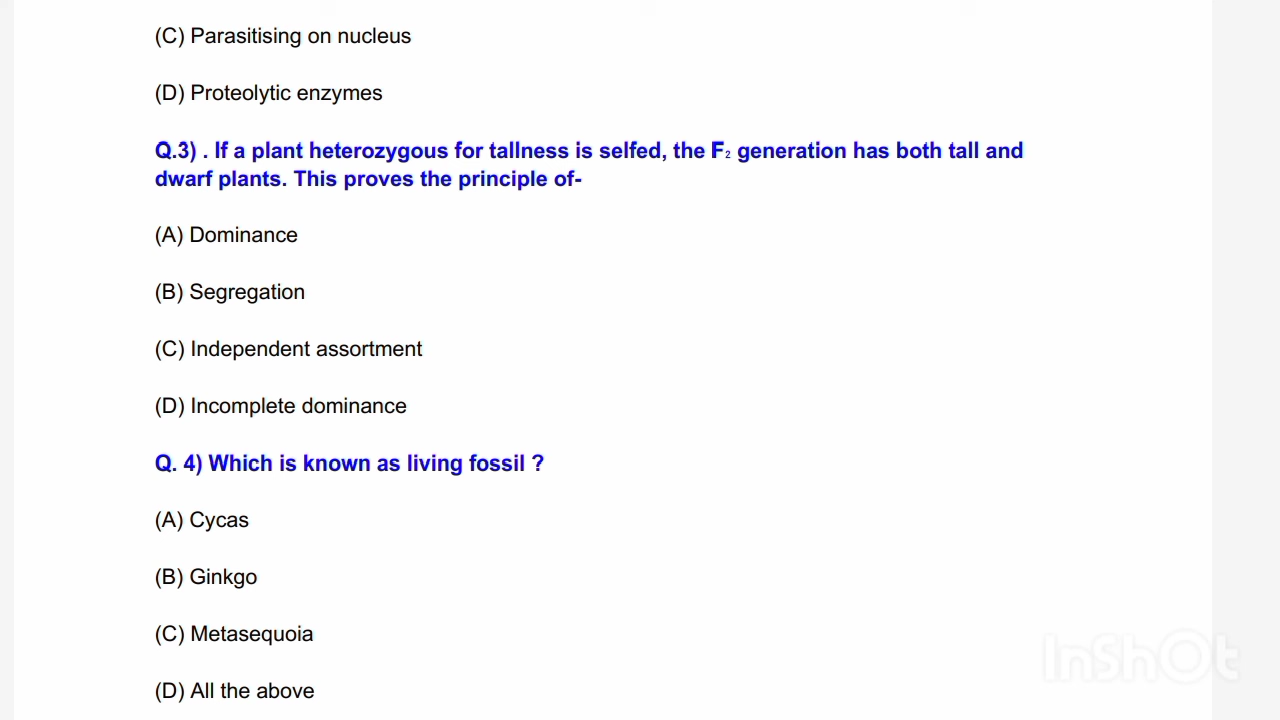 (C) Parasitising on nucleus
(D) Proteolytic enzymes
Q.3) . If a plant heterozygous for tallness is selfed, the F₂ generation has both tall and
dwarf plants. This proves the principle of-
(A) Dominance
(B) Segregation
(C) Independent assortment
(D) Incomplete dominance
Q. 4) Which is known as living fossil ?
(A) Cycas
(B) Ginkgo
(C) Metasequoia
(D) All the above
InShOt